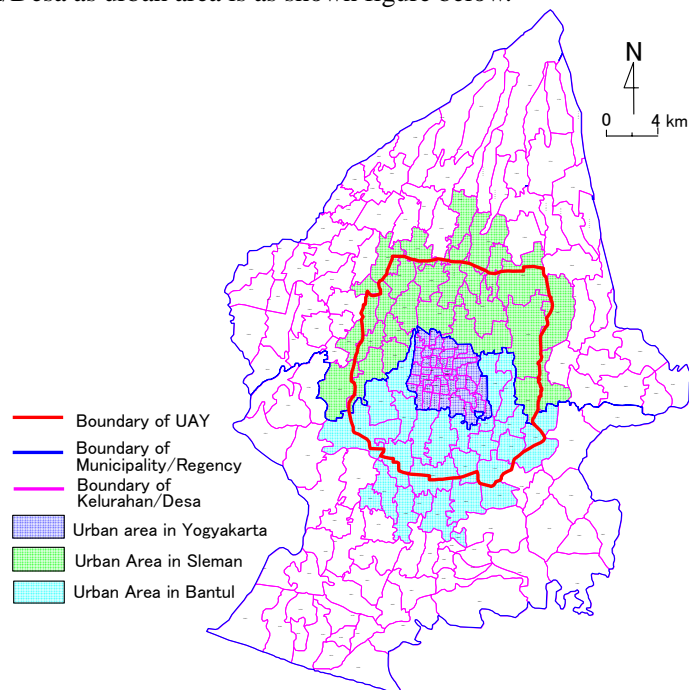 Desa as urban area is as shown figure below.
N
0 4 km
Boundary of UAY
Boundary of
Municipality/Regency
Boundary of
Kelurahan/Desa
Urban area in Yogyakarta
Urban Area in Sleman
Urban Area in Bantul